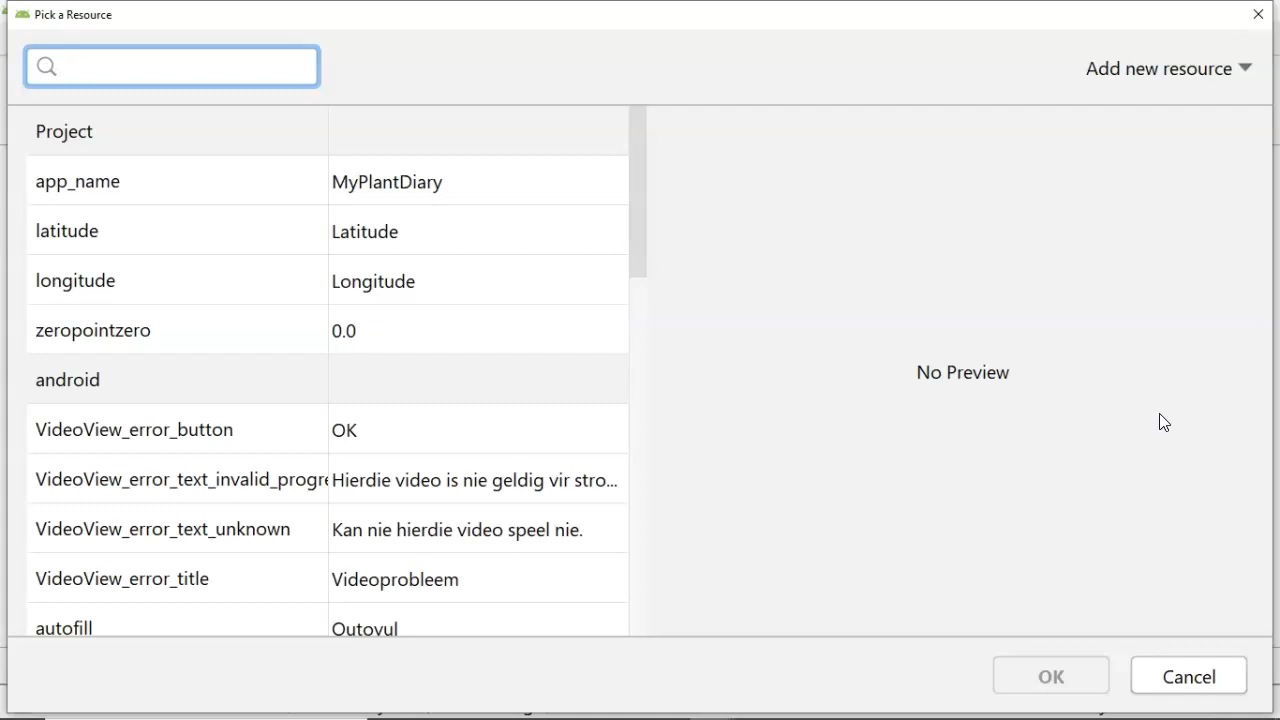 Pick a Resource
Add new resource
Project
app_name MyPlantDiary
latitude Latitude
longitude Longitude
zeropointzero 0.0
android
VideoView_error_button OK
VideoView_error_text_invalid_progre Hierdie video is nie geldig vir stro...
VideoView_error_text_unknown Kan nie hierdie video speel nie.
VideoView_error_title Videoprobleem
autofill Outovul
No Preview
OK Cancel